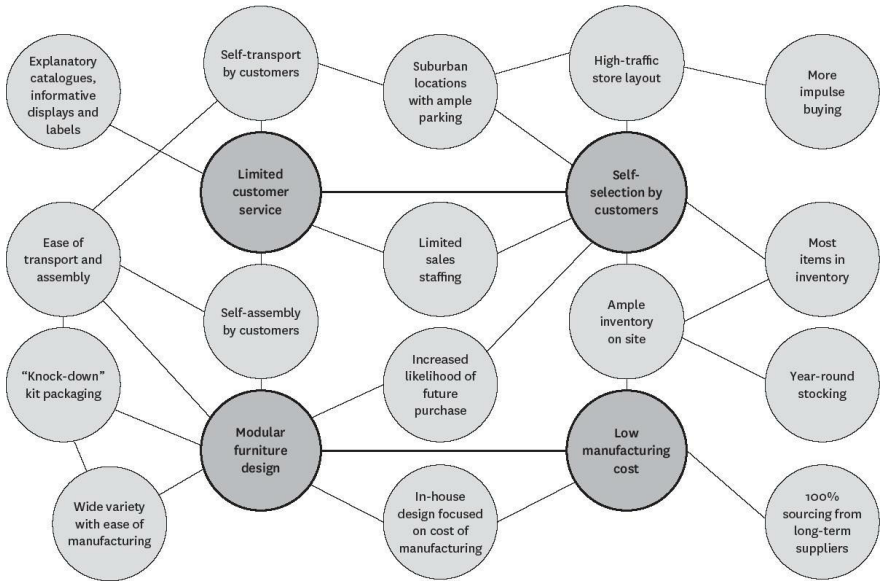 Explanatory
catalogues,
informative
displays and
labels
Self-transport
by customers
Suburban
locations
with ample
parking
High-traffic
store layout
More
impulse
buying
Limited
customer
service
Self-
selection by
customers
Ease of
transport and
assembly
Limited
sales
staffing
Most
items in
inventory
Self-assembly
by customers
Ample
inventory
on site
“Knock-down”
kit packaging
Increased
likelihood of
future
purchase
Year-round
stocking
Modular
furniture
design
Low
manufacturing
cost
Wide variety
with ease of
manufacturing
In-house
design focused
on cost of
manufacturing
100%
sourcing from
long-term
suppliers